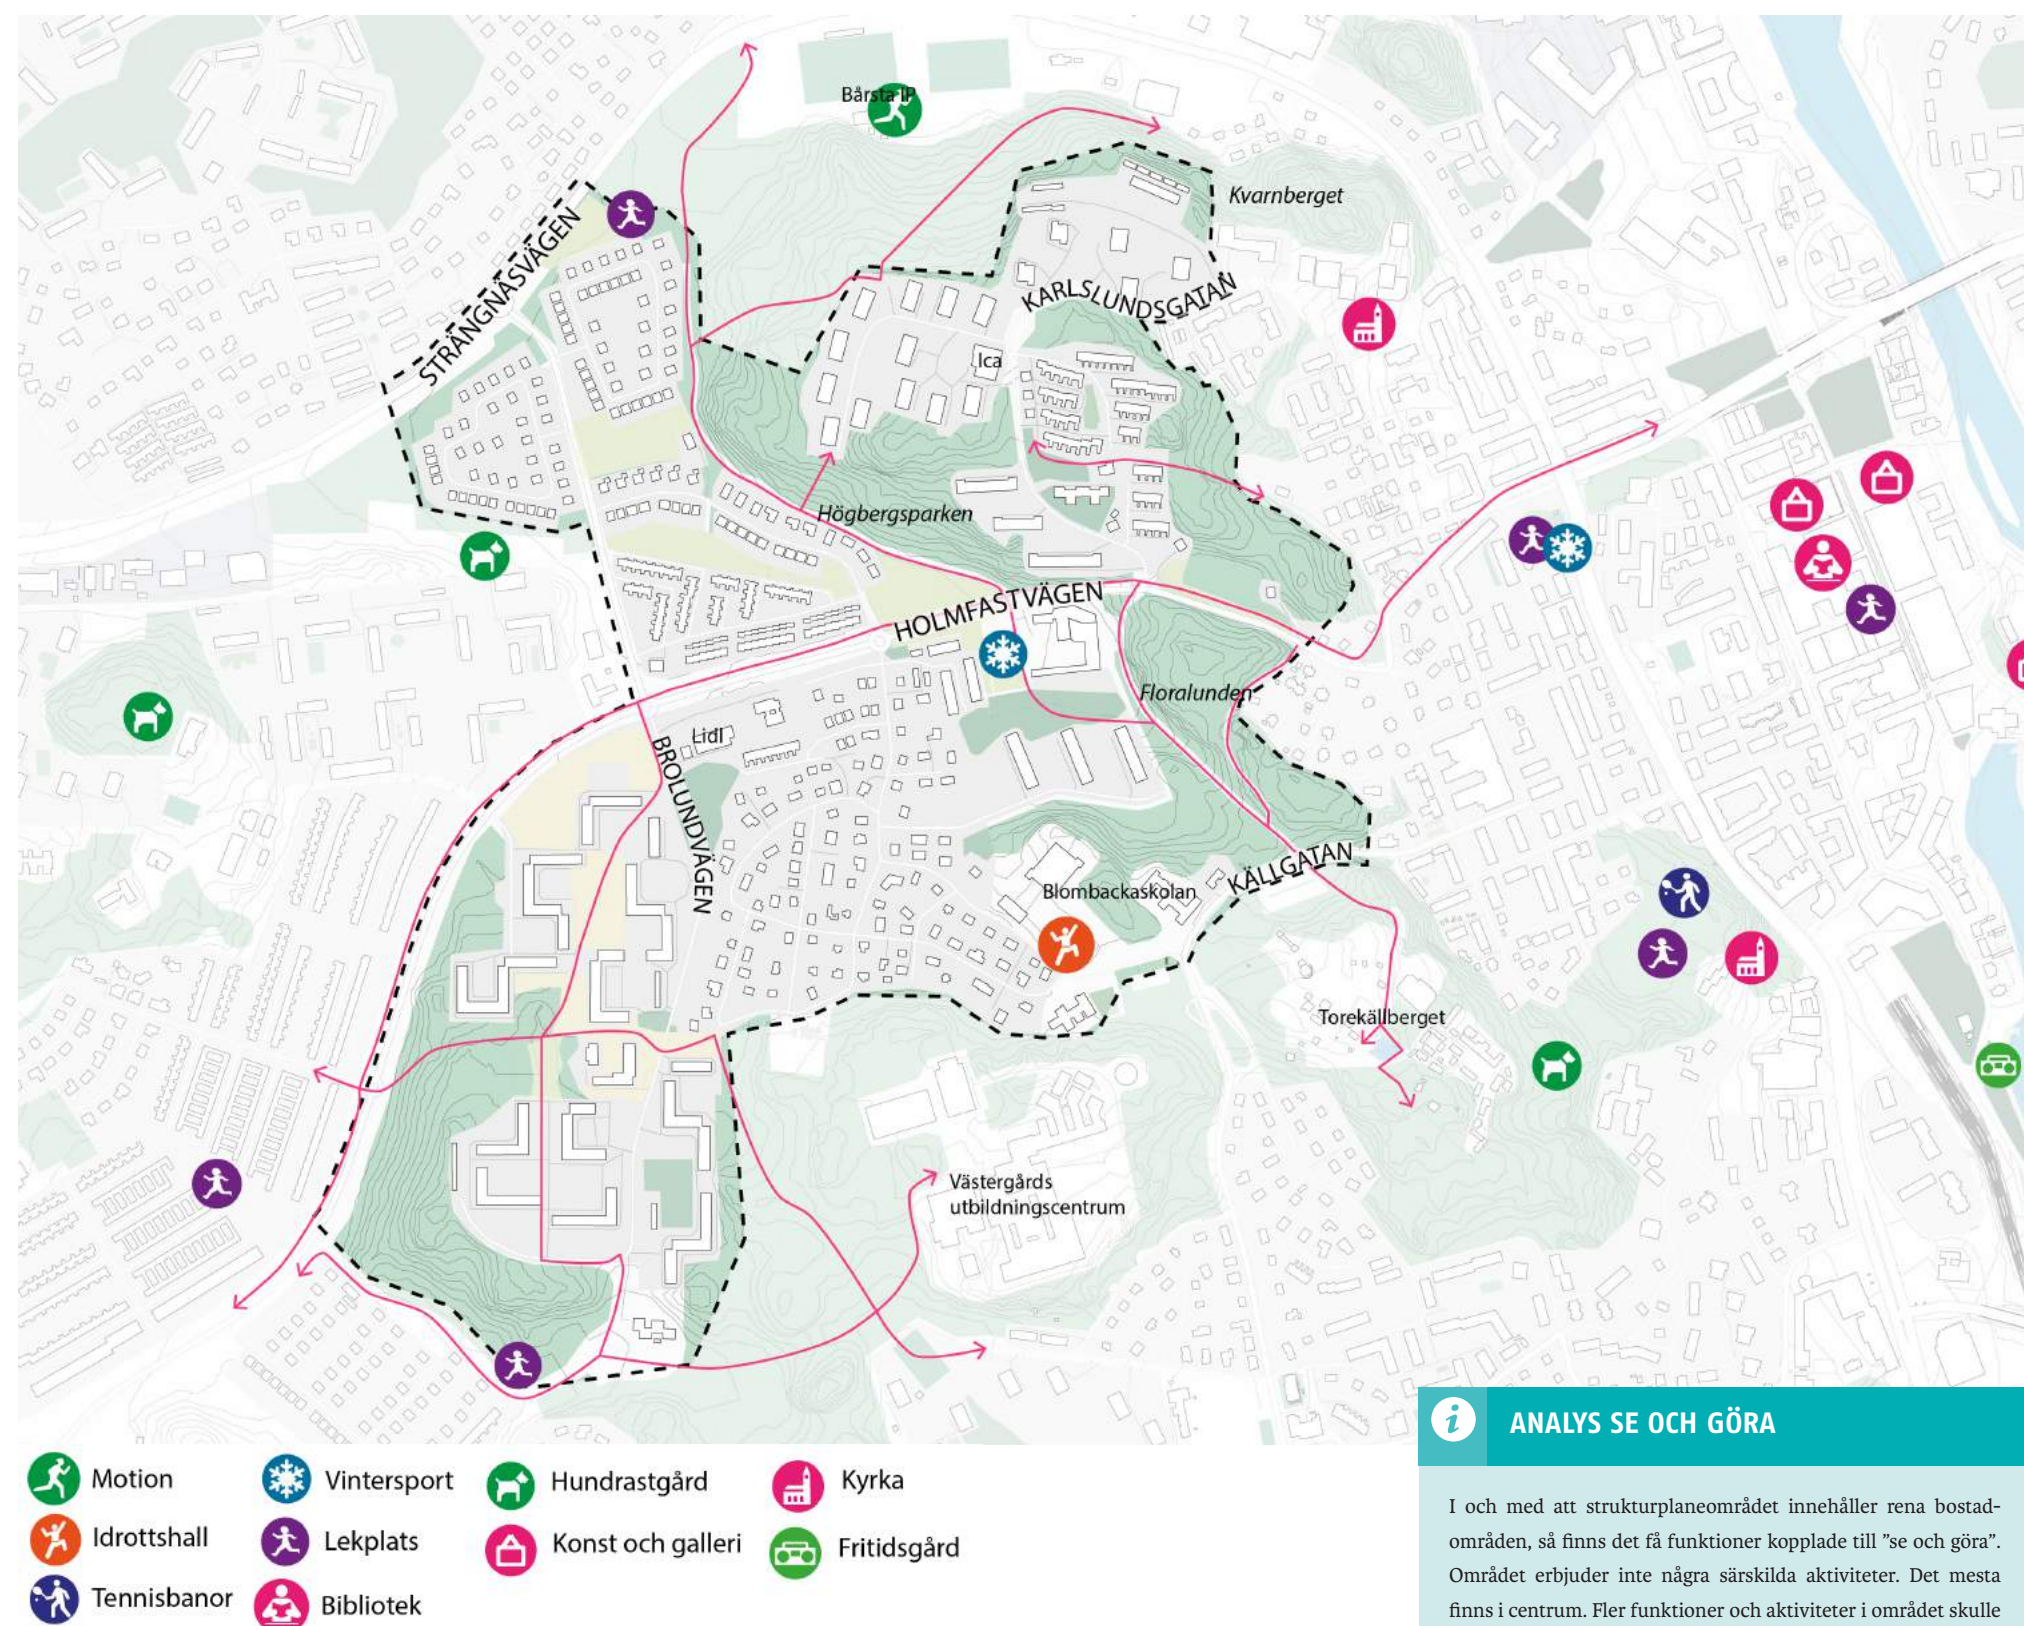 Bårsta IP
Kvarnberget
STRÄNGNÄSVÄGEN
KARLSLUNDSGATAN
Ica
Högbergsparken
HOLMFASTVÄGEN
Floralunden
Lidl
BROLUNDVÄGEN
Blombackaskolan
KÄLLGATAN
Torekällberget
Västergårds
utbildningscentrum
Motion
Vintersport
Hundrastgård
Kyrka
Idrottshall
Lekplats
Konst och galleri
Fritidsgård
Tennisbanor
Bibliotek
i
ANALYS SE OCH GÖRA
I och med att strukturplaneområdet innehåller rena bostad-
områden, så finns det få funktioner kopplade till ”se och göra”.
Området erbjuder inte några särskilda aktiviteter. Det mesta
finns i centrum. Fler funktioner och aktiviteter i området skulle